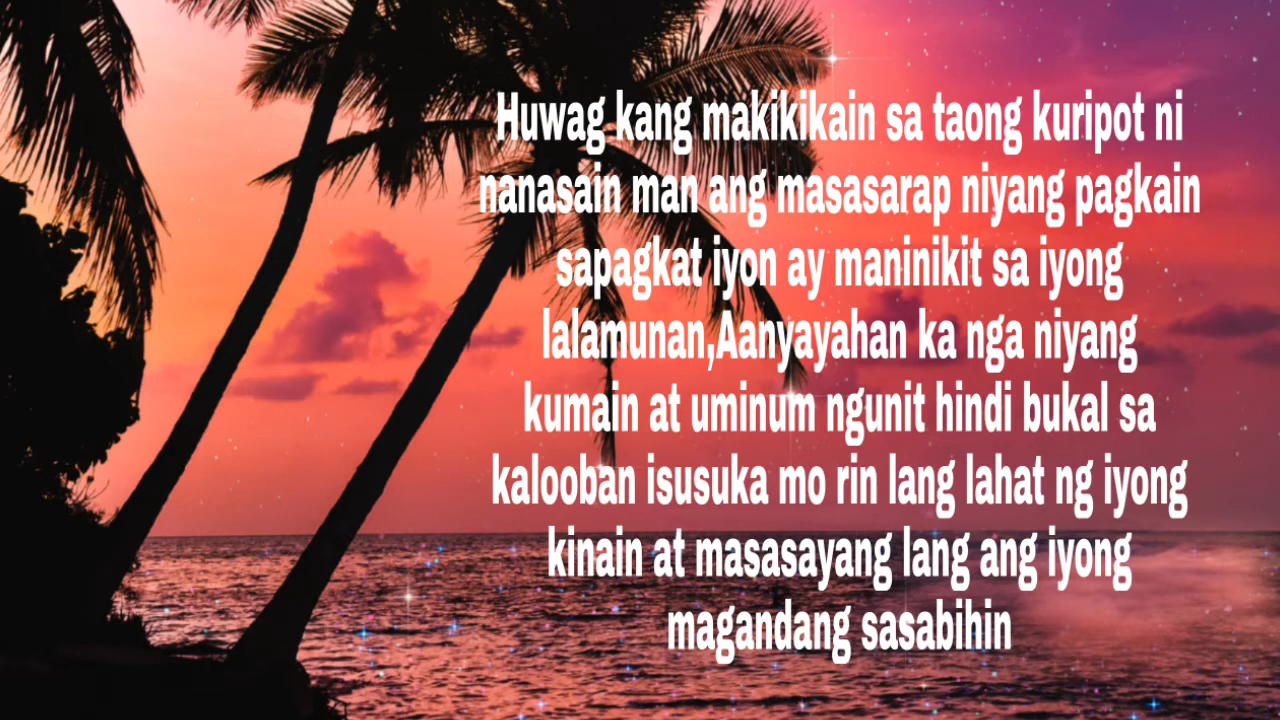 Huwag kang makikikain sa taong kuripot ni
nanasain man ang masasarap niyang pagkain
sapagkat iyon ay maninikit sa iyong
lalamunan,Aanyayahan ka nga niyang
kumain at uminum ngunit hindi bukal sa
kalooban isusuka mo rin lang lahat ng iyong
kinain at masasayang lang ang iyong
magandang sasabihin